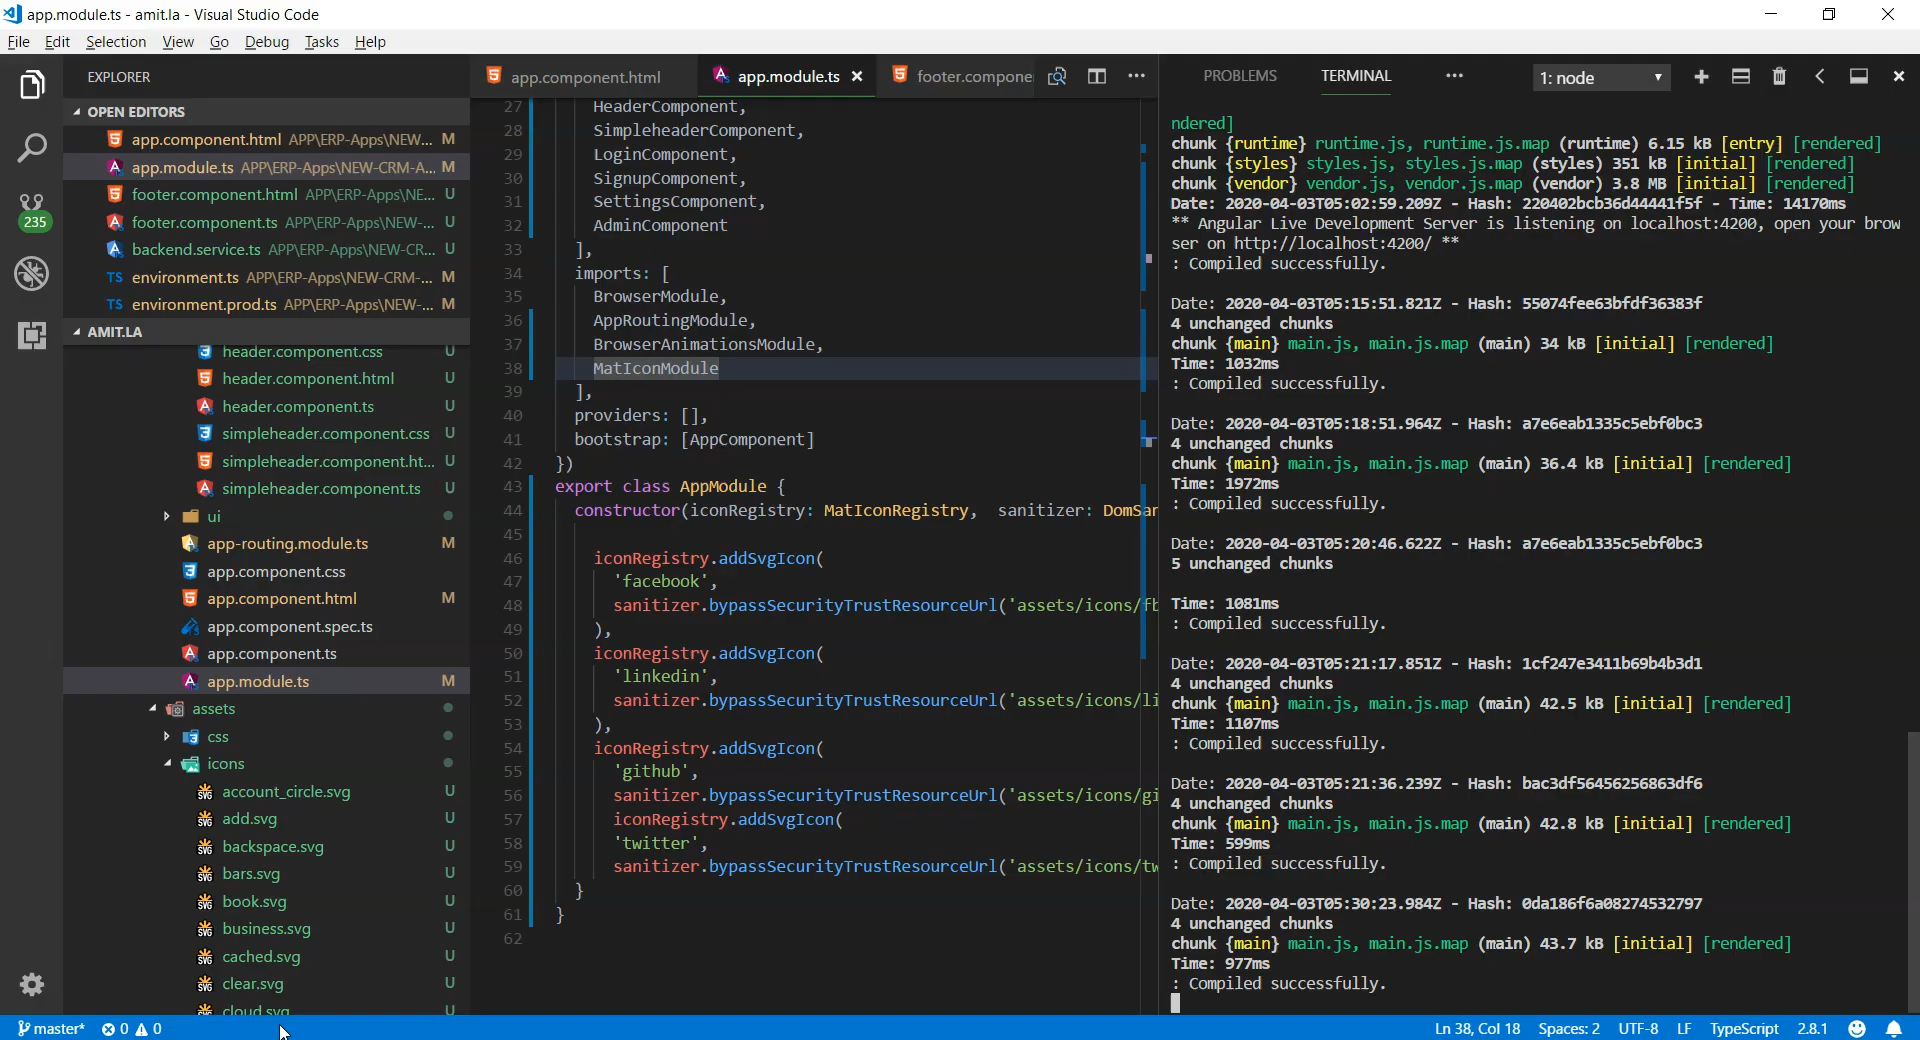 app.module.ts - amit.la - Visual Studio Code
File Edit Selection View Go Debug Tasks Help
EXPLORER
OPEN EDITORS
app.component.html APP\ERP-Apps\NEW... M
app.module.ts APP\ERP-Apps\NEW-CRM-A... M
footer.component.html APP\ERP-Apps\NE... U
footer.component.ts APP\ERP-Apps\NEW-... U
backend.service.ts APP\ERP-Apps\NEW-CR... U
environment.ts APP\ERP-Apps\NEW-CRM-... M
environment.prod.ts APP\ERP-Apps\NEW-... M
235
AMIT.LA
header.component.css U
header.component.html U
header.component.ts U
simpleheader.component.css U
simpleheader.component.ht... U
simpleheader.component.ts U
ui
app-routing.module.ts M
app.component.css
app.component.html M
app.component.spec.ts
app.component.ts
app.module.ts M
assets
css
icons
account_circle.svg U
add.svg U
backspace.svg U
bars.svg U
book.svg U
business.svg U
cached.svg U
clear.svg U
cloud.svg U
app.component.html app.module.ts footer.compone
27 HeaderComponent,
28 SimpleheaderComponent,
29 LoginComponent,
30 SignupComponent,
31 SettingsComponent,
32 AdminComponent
33 ],
34 imports: [
35 BrowserModule,
36 AppRoutingModule,
37 BrowserAnimationsModule,
38 MatIconModule
39 ],
40 providers: [],
41 bootstrap: [AppComponent]
42 })
43 export class AppModule {
44 constructor(iconRegistry: MatIconRegistry, sanitizer: DomSan
45
46 iconRegistry.addSvgIcon(
47 'facebook',
48 sanitizer.bypassSecurityTrustResourceUrl('assets/icons/fb
49 ),
50 iconRegistry.addSvgIcon(
51 'linkedin',
52 sanitizer.bypassSecurityTrustResourceUrl('assets/icons/li
53 ),
54 iconRegistry.addSvgIcon(
55 'github',
56 sanitizer.bypassSecurityTrustResourceUrl('assets/icons/gi
57 iconRegistry.addSvgIcon(
58 'twitter',
59 sanitizer.bypassSecurityTrustResourceUrl('assets/icons/tw
60 }
61 }
62
PROBLEMS TERMINAL ... 1: node
ndered]
chunk {runtime} runtime.js, runtime.js.map (runtime) 6.15 kB [entry] [rendered]
chunk {styles} styles.js, styles.js.map (styles) 351 kB [initial] [rendered]
chunk {vendor} vendor.js, vendor.js.map (vendor) 3.8 MB [initial] [rendered]
Date: 2020-04-03T05:02:59.209Z - Hash: 220402bcb36d44441f5f - Time: 14170ms
** Angular Live Development Server is listening on localhost:4200, open your brow
ser on http://localhost:4200/ **
: Compiled successfully.
Date: 2020-04-03T05:15:51.821Z - Hash: 55074fee63bfdf36383f
4 unchanged chunks
chunk {main} main.js, main.js.map (main) 34 kB [initial] [rendered]
Time: 1032ms
: Compiled successfully.
Date: 2020-04-03T05:18:51.964Z - Hash: a7e6eab1335c5ebf0bc3
4 unchanged chunks
chunk {main} main.js, main.js.map (main) 36.4 kB [initial] [rendered]
Time: 1972ms
: Compiled successfully.
Date: 2020-04-03T05:20:46.622Z - Hash: a7e6eab1335c5ebf0bc3
5 unchanged chunks
Time: 1081ms
: Compiled successfully.
Date: 2020-04-03T05:21:17.851Z - Hash: 1cf247e3411b69b4b3d1
4 unchanged chunks
chunk {main} main.js, main.js.map (main) 42.5 kB [initial] [rendered]
Time: 1107ms
: Compiled successfully.
Date: 2020-04-03T05:21:36.239Z - Hash: bac3df56456256863df6
4 unchanged chunks
chunk {main} main.js, main.js.map (main) 42.8 kB [initial] [rendered]
Time: 599ms
: Compiled successfully.
Date: 2020-04-03T05:30:23.984Z - Hash: 0da186f6a08274532797
4 unchanged chunks
chunk {main} main.js, main.js.map (main) 43.7 kB [initial] [rendered]
Time: 977ms
: Compiled successfully.
master* 0 0 Ln 38, Col 18 Spaces: 2 UTF-8 LF TypeScript 2.8.1